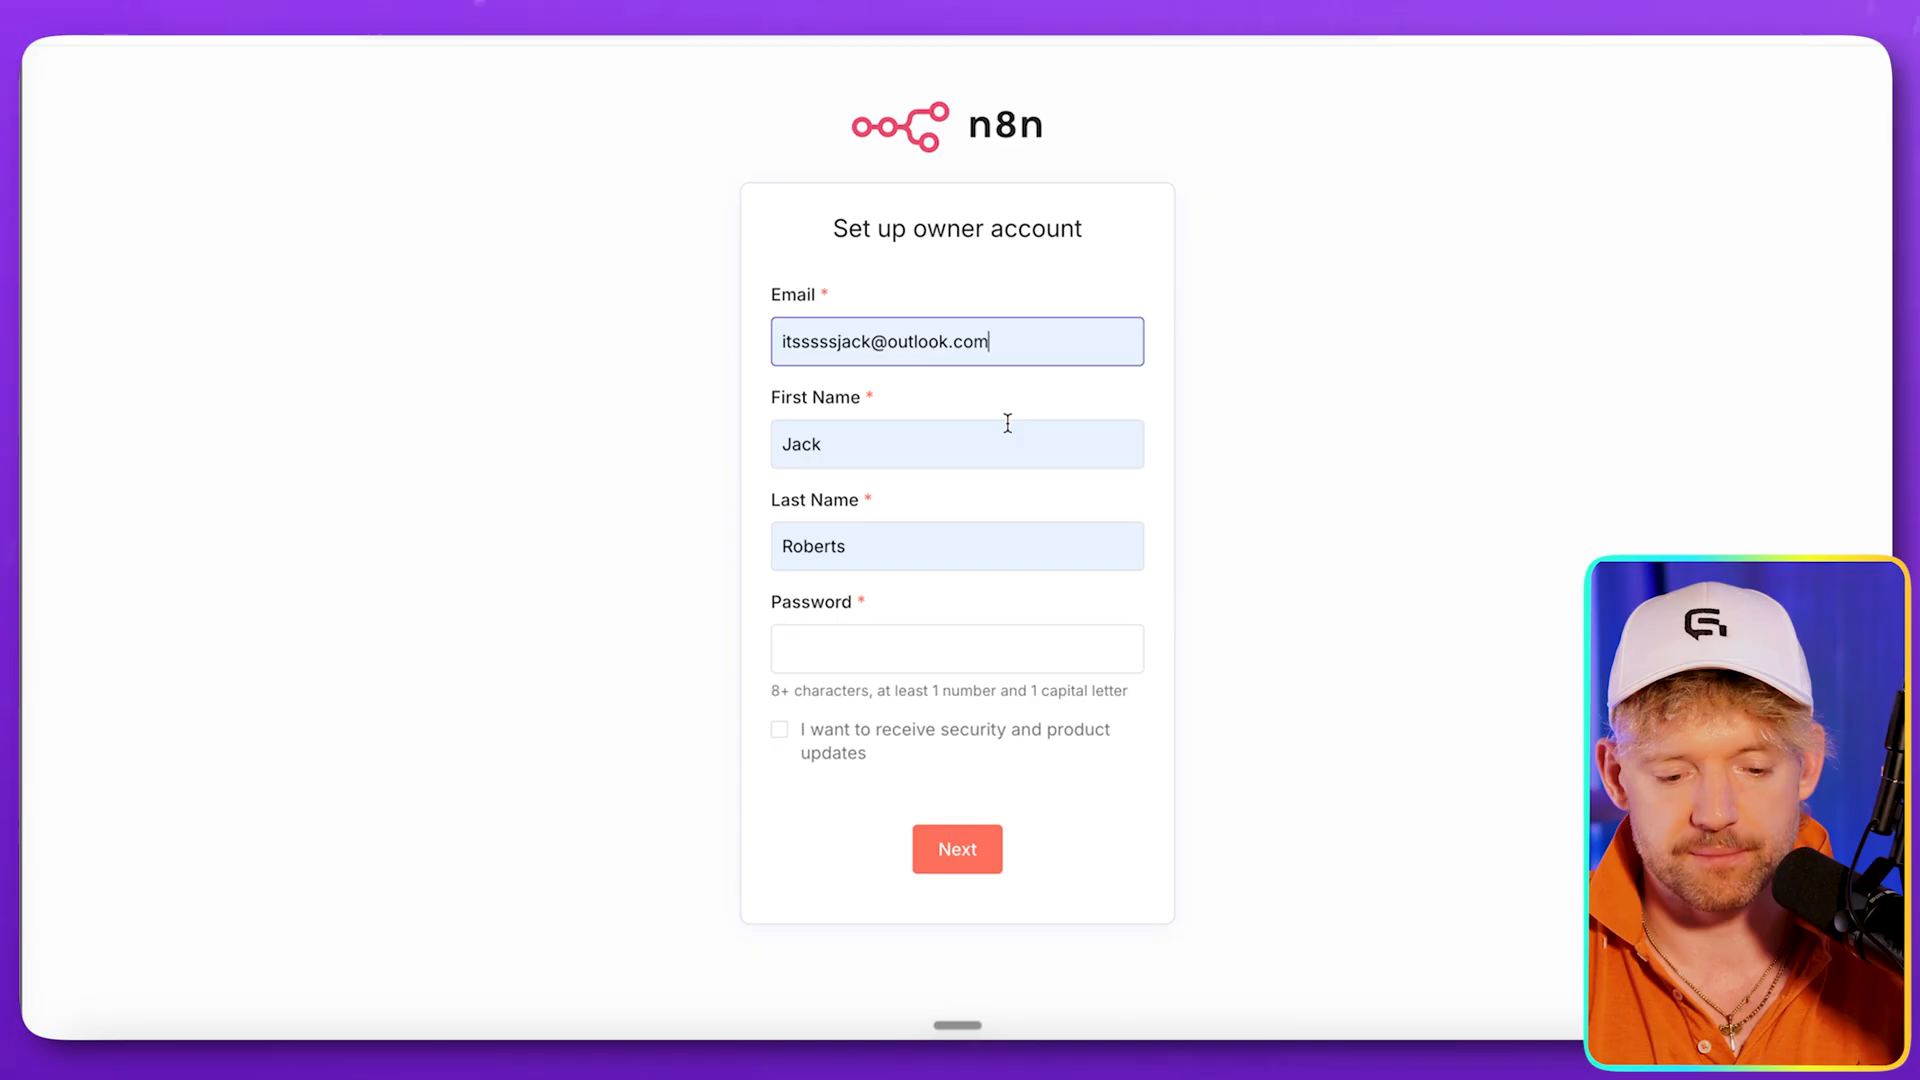 n8n
Set up owner account
Email *
itsssssjack@outlook.com
First Name *
Jack
Last Name *
Roberts
Password *
8+ characters, at least 1 number and 1 capital letter
I want to receive security and product
updates
Next